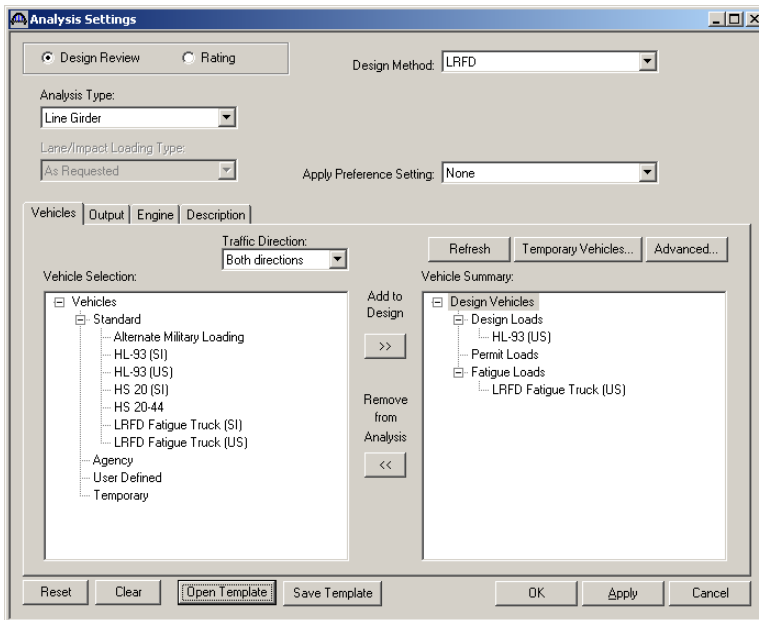 Analysis Settings
Design Review
Rating
Design Method:
LRFD
Analysis Type:
Line Girder
Lane/Impact Loading Type:
As Requested
Apply Preference Setting:
None
Vehicles
Output
Engine
Description
Traffic Direction:
Both directions
Refresh
Temporary Vehicles...
Advanced...
Vehicle Selection:
Vehicles
Standard
Alternate Military Loading
HL-93 (SI)
HL-93 (US)
HS 20 (SI)
HS 20-44
LRFD Fatigue Truck (SI)
LRFD Fatigue Truck (US)
Agency
User Defined
Temporary
Add to
Design
>>
Remove
from
Analysis
<<
Vehicle Summary:
Design Vehicles
Design Loads
HL-93 (US)
Permit Loads
Fatigue Loads
LRFD Fatigue Truck (US)
Reset
Clear
Open Template
Save Template
OK
Apply
Cancel